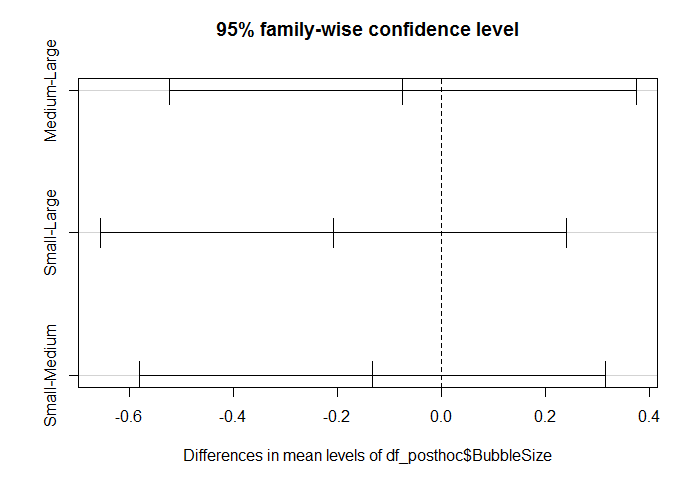 95% family-wise confidence level
Medium-Large
Small-Large
Small-Medium
-0.6 -0.4 -0.2 0.0 0.2 0.4
Differences in mean levels of df_posthoc$BubbleSize